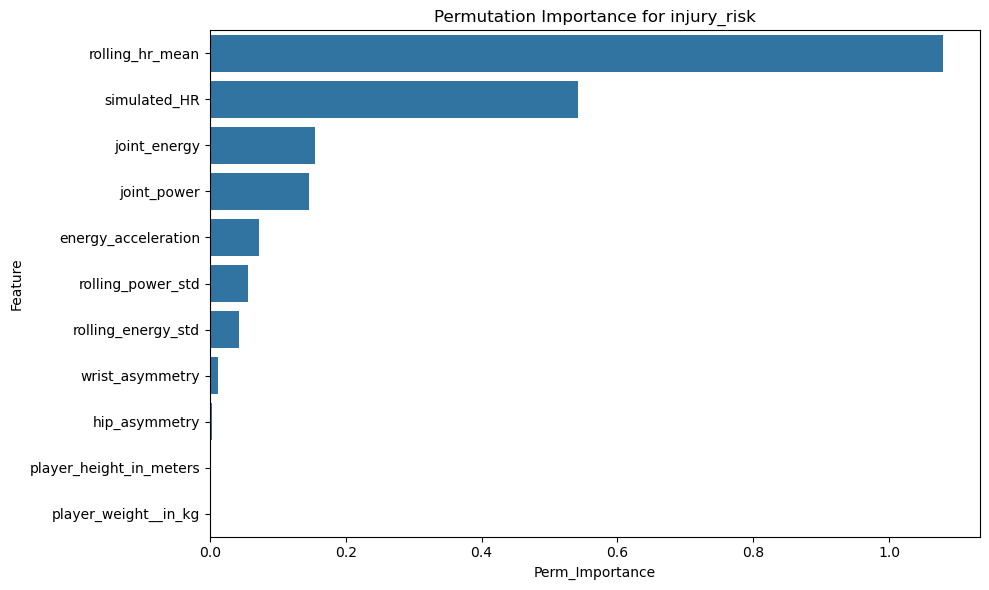 Permutation Importance for injury_risk
Feature
rolling_hr_mean
simulated_HR
joint_energy
joint_power
energy_acceleration
rolling_power_std
rolling_energy_std
wrist_asymmetry
hip_asymmetry
player_height_in_meters
player_weight__in_kg
0.0 0.2 0.4 0.6 0.8 1.0
Perm_Importance